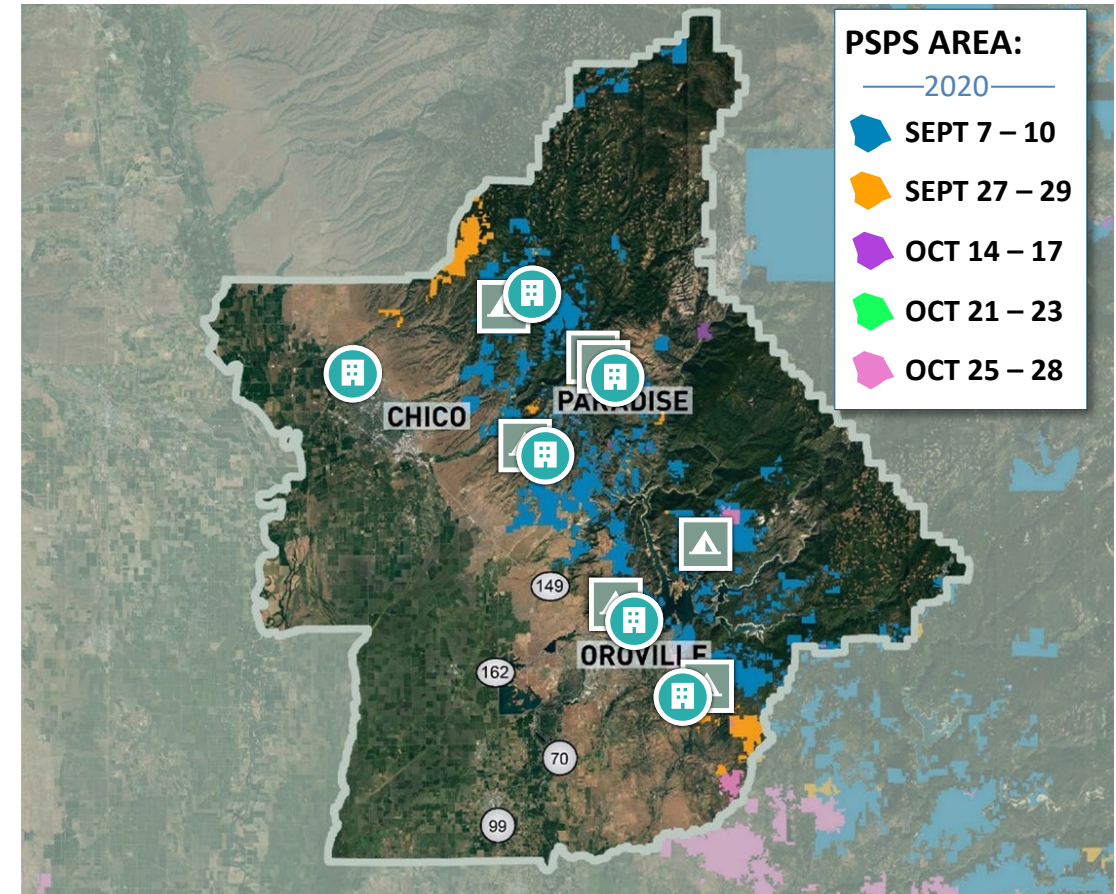 PSPS AREA:
2020
SEPT 7 – 10
SEPT 27 – 29
OCT 14 – 17
OCT 21 – 23
OCT 25 – 28
CHICO
PARADISE
149
OROVILLE
162
70
99